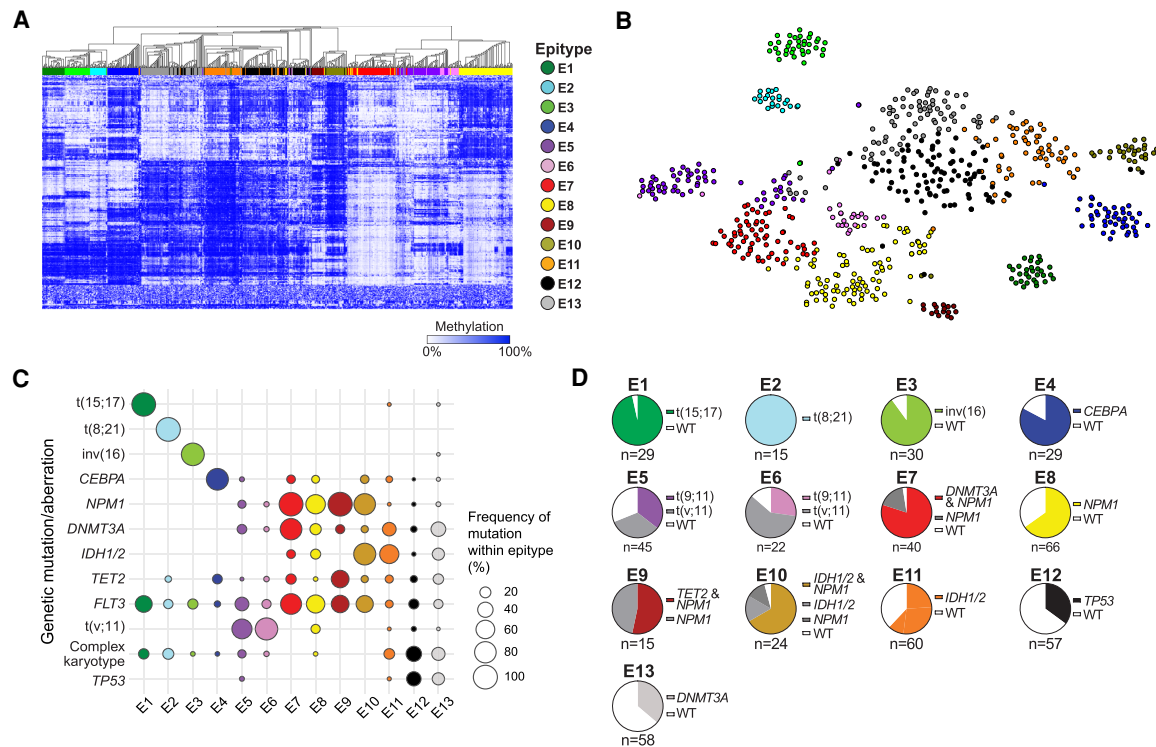 A
Epitype
E1
E2
E3
E4
E5
E6
E7
E8
E9
E10
E11
E12
E13
Methylation
0% 100%
B
C
Genetic mutation/aberration
t(15;17)
t(8;21)
inv(16)
CEBPA
NPM1
DNMT3A
IDH1/2
TET2
FLT3
t(v;11)
Complex
karyotype
TP53
E1 E2 E3 E4 E5 E6 E7 E8 E9 E10 E11 E12 E13
Frequency of
mutation
within epitype
(%)
20
40
60
80
100
D
E1
t(15;17)
WT
n=29
E2
t(8;21)
n=15
E3
inv(16)
WT
n=30
E4
CEBPA
WT
n=29
E5
t(9;11)
t(v;11)
WT
n=45
E6
t(9;11)
t(v;11)
WT
n=22
E7
DNMT3A
& NPM1
NPM1
WT
n=40
E8
NPM1
WT
n=66
E9
TET2 &
NPM1
NPM1
n=15
E10
IDH1/2 &
NPM1
IDH1/2
NPM1
WT
n=24
E11
IDH1/2
WT
n=60
E12
TP53
WT
n=57
E13
DNMT3A
WT
n=58